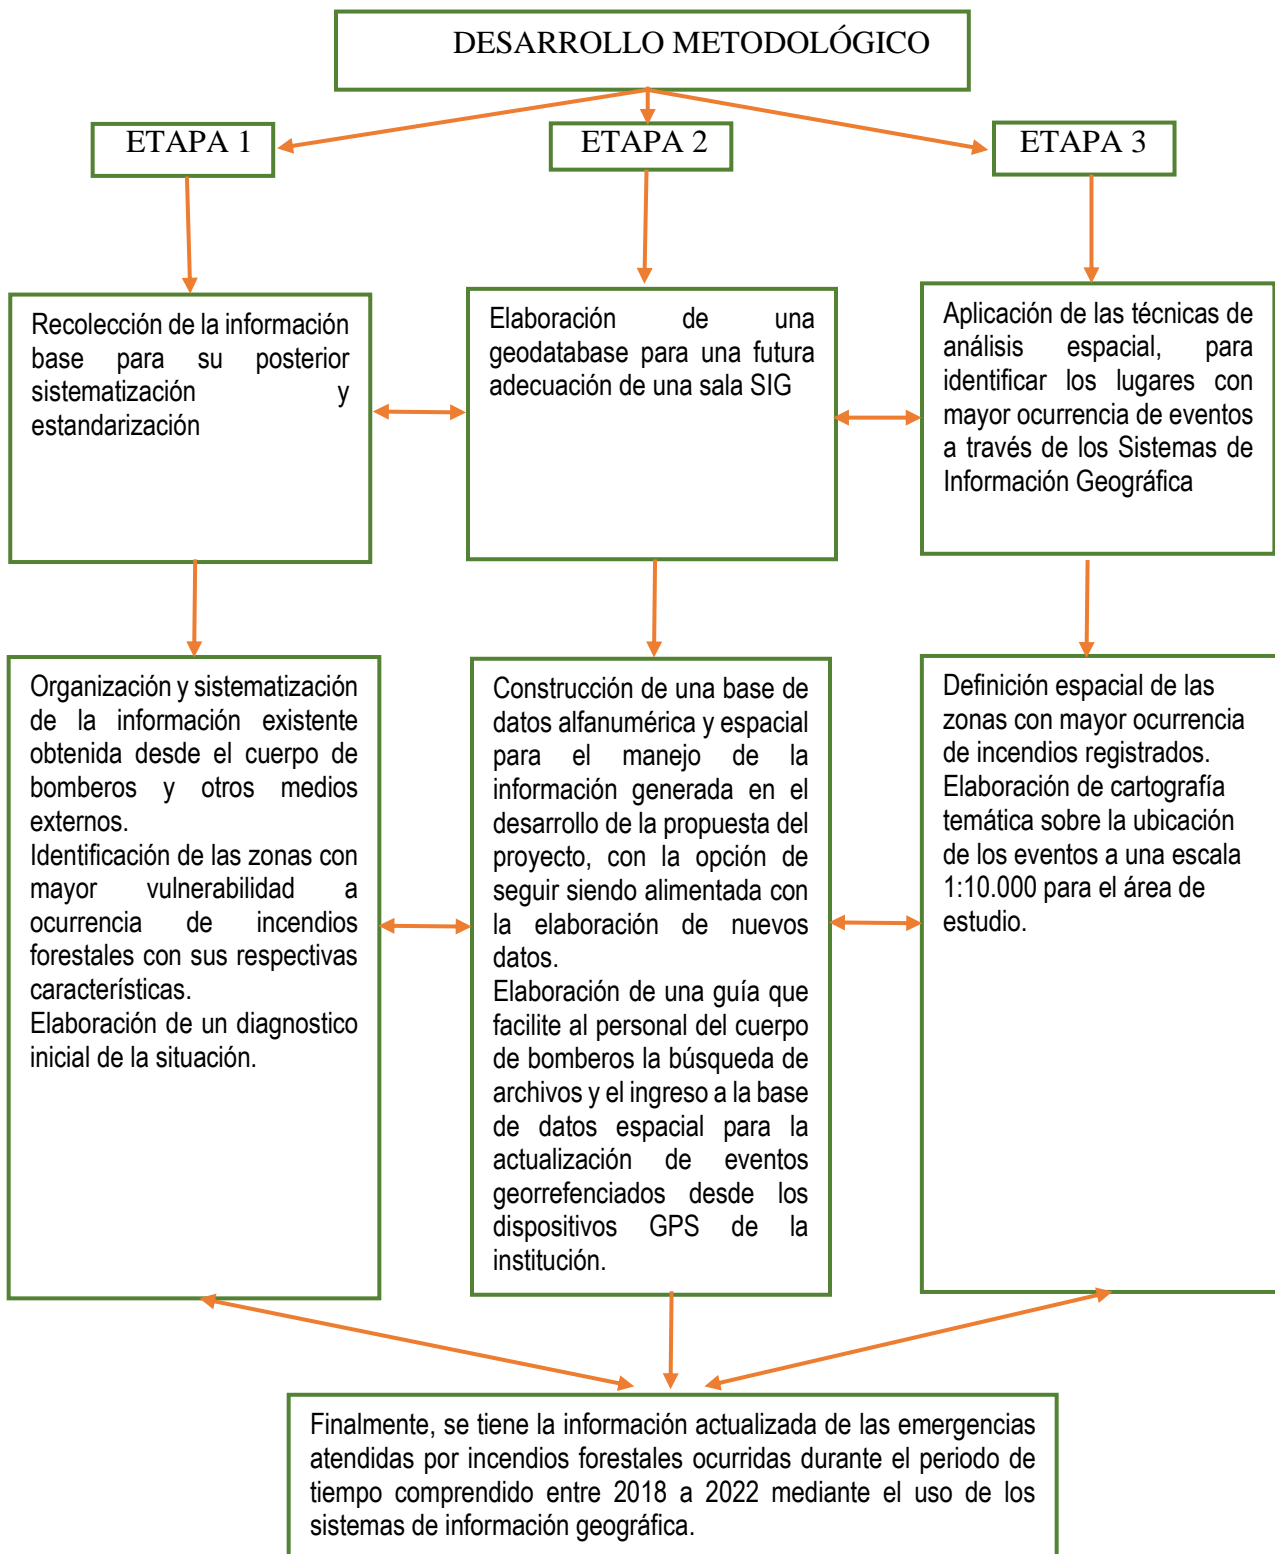 DESARROLLO METODOLÓGICO
ETAPA 1
ETAPA 2
ETAPA 3
Recolección de la información
base para su posterior
sistematización y
estandarización
Elaboración de una
geodatabase para una futura
adecuación de una sala SIG
Aplicación de las técnicas de
análisis espacial, para
identificar los lugares con
mayor ocurrencia de eventos
a través de los Sistemas de
Información Geográfica
Organización y sistematización
de la información existente
obtenida desde el cuerpo de
bomberos y otros medios
externos.
Identificación de las zonas con
mayor vulnerabilidad a
ocurrencia de incendios
forestales con sus respectivas
características.
Elaboración de un diagnostico
inicial de la situación.
Construcción de una base de
datos alfanumérica y espacial
para el manejo de la
información generada en el
desarrollo de la propuesta del
proyecto, con la opción de
seguir siendo alimentada con
la elaboración de nuevos
datos.
Elaboración de una guía que
facilite al personal del cuerpo
de bomberos la búsqueda de
archivos y el ingreso a la base
de datos espacial para la
actualización de eventos
georrefenciados desde los
dispositivos GPS de la
institución.
Definición espacial de las
zonas con mayor ocurrencia
de incendios registrados.
Elaboración de cartografía
temática sobre la ubicación
de los eventos a una escala
1:10.000 para el área de
estudio.
Finalmente, se tiene la información actualizada de las emergencias
atendidas por incendios forestales ocurridas durante el periodo de
tiempo comprendido entre 2018 a 2022 mediante el uso de los
sistemas de información geográfica.